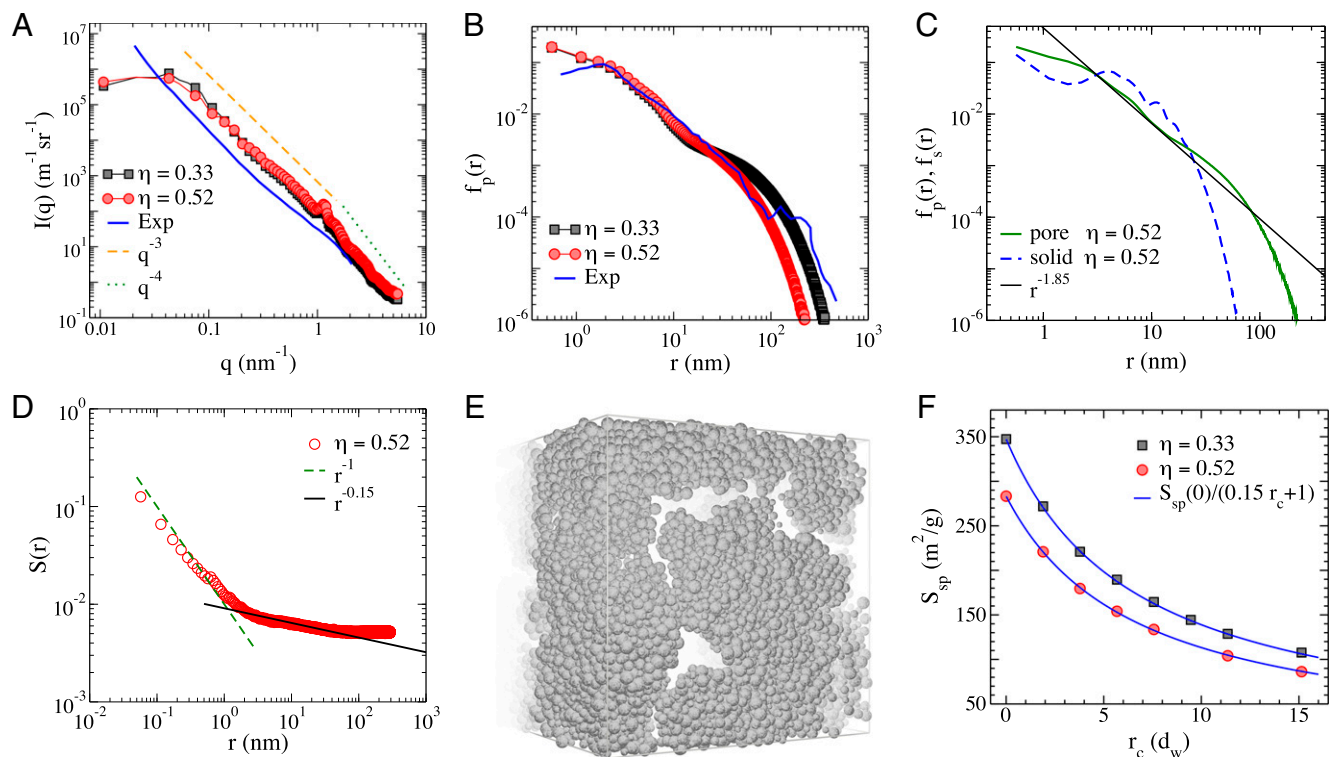 A
10^7
10^5
10^3
10^1
10^-1
I(q) (m^-1 sr^-1)
η = 0.33
η = 0.52
Exp
q^-3
q^-4
0.01
0.1
1
10
q (nm^-1)
B
10^-2
10^-4
10^-6
f_p(r)
η = 0.33
η = 0.52
Exp
10^0
10^1
10^2
10^3
r (nm)
C
10^-2
10^-4
10^-6
f_p(r), f_s(r)
pore η = 0.52
solid η = 0.52
r^-1.85
1
10
100
r (nm)
D
10^0
10^-1
10^-2
10^-3
S(r)
η = 0.52
r^-1
r^-0.15
10^-2
10^-1
10^0
10^1
10^2
10^3
r (nm)
E
F
350
250
150
50
S_sp (m^2/g)
η = 0.33
η = 0.52
S_sp(0)/(0.15 r_c+1)
0
5
10
15
r_c (d_w)